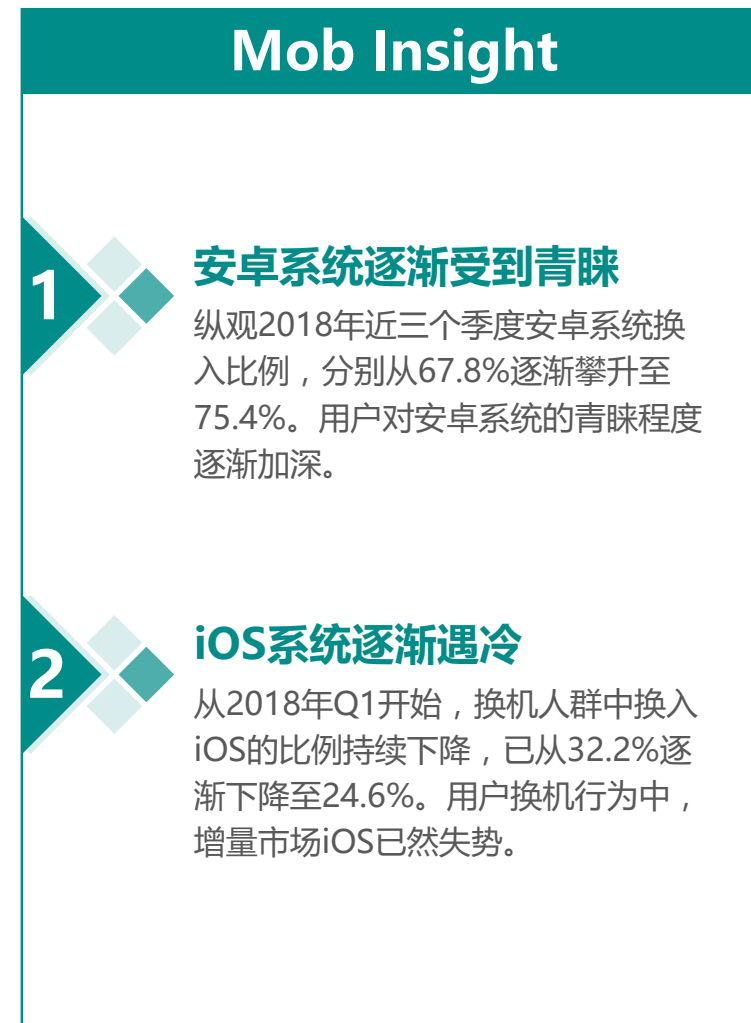 Mob Insight
1
安卓系统逐渐受到青睐
纵观2018年近三个季度安卓系统换
入比例，分别从67.8%逐渐攀升至
75.4%。用户对安卓系统的青睐程度
逐渐加深。
2
iOS系统逐渐遇冷
从2018年Q1开始，换机人群中换入
iOS的比例持续下降，已从32.2%逐
渐下降至24.6%。用户换机行为中，
增量市场iOS已然失势。